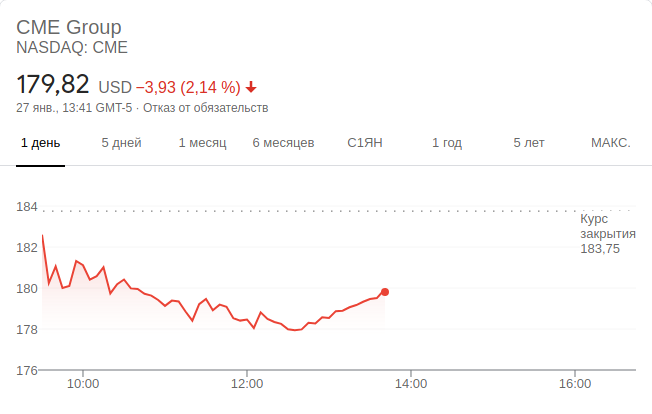 CME Group
NASDAQ: CME
179,82 USD −3,93 (2,14 %)
27 янв., 13:41 GMT-5 · Отказ от обязательств
1 день 5 дней 1 месяц 6 месяцев С1ЯН 1 год 5 лет МАКС.
184
Курс
закрытия
183,75
182
180
178
176
10:00 12:00 14:00 16:00